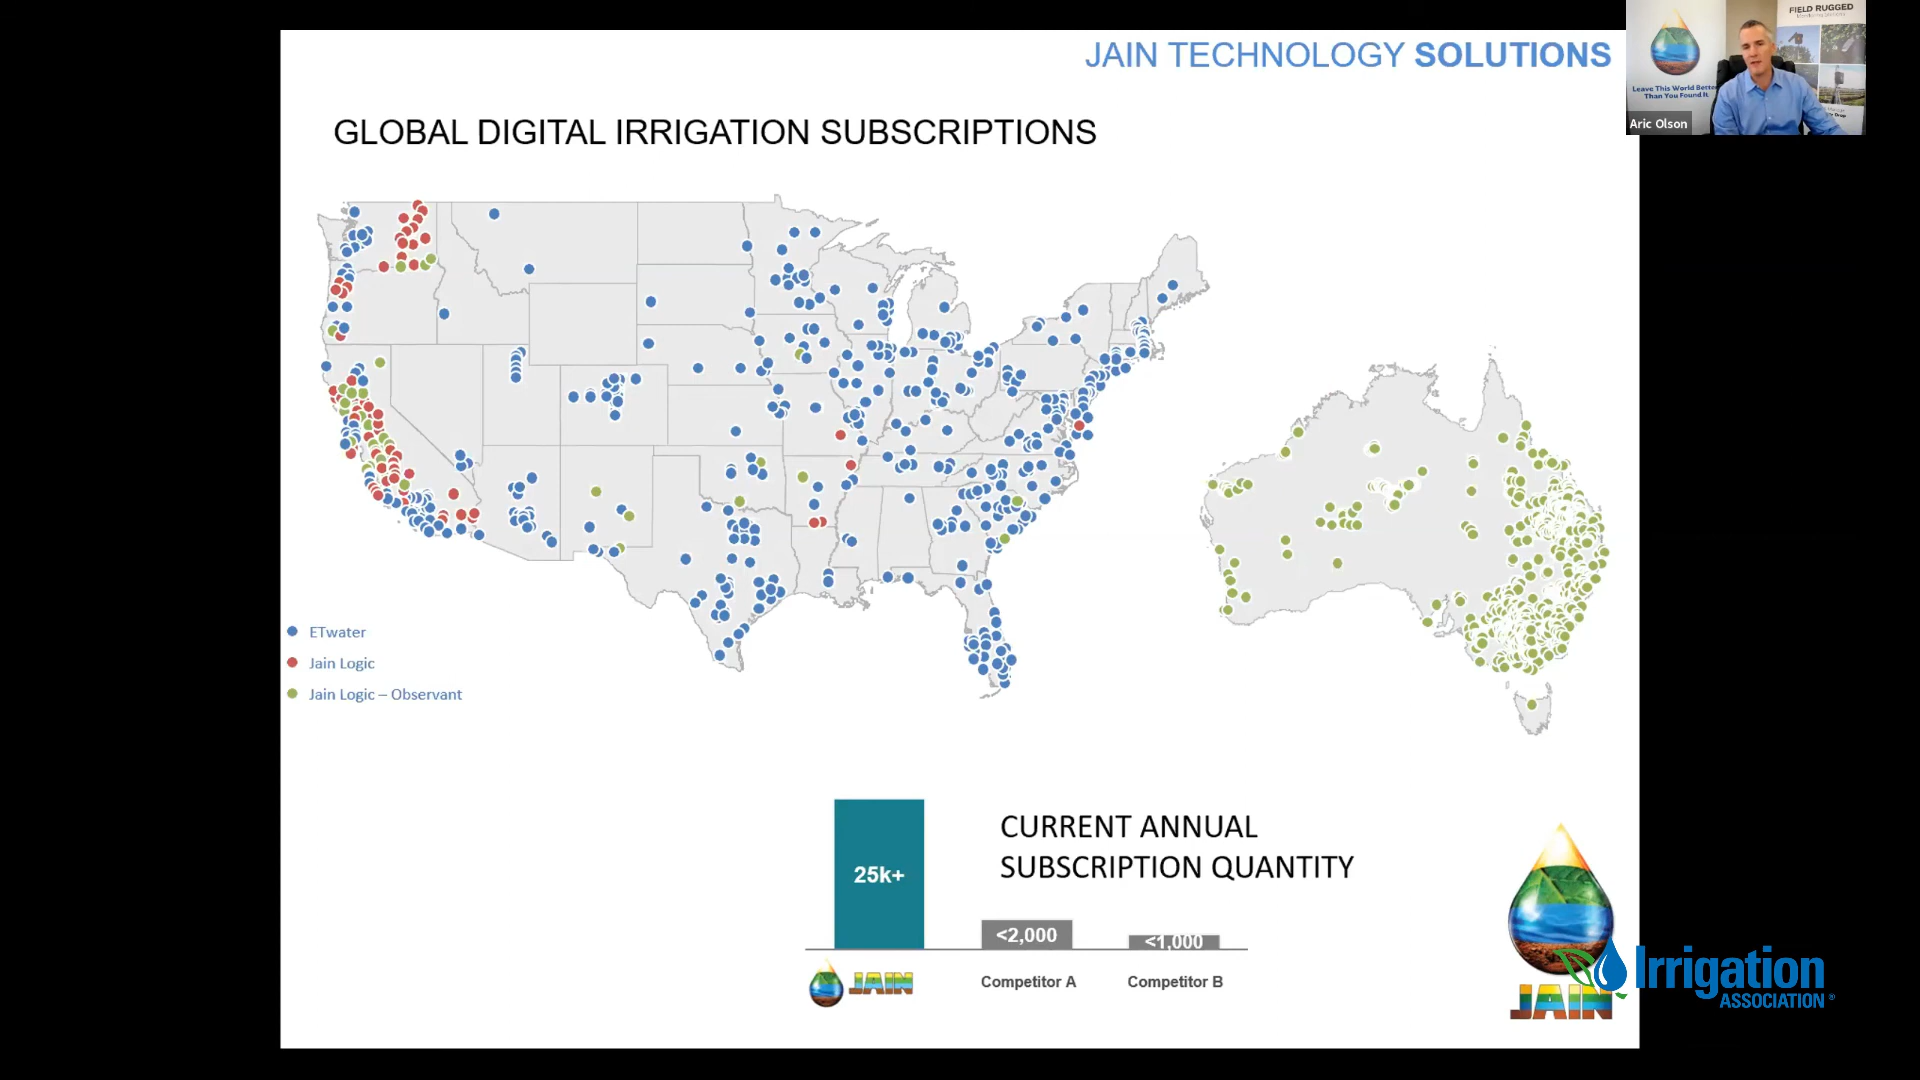 JAIN TECHNOLOGY SOLUTIONS
FIELD RUGGED
Leave This World Better
Than You Found It
Aric Olson
GLOBAL DIGITAL IRRIGATION SUBSCRIPTIONS
ETwater
Jain Logic
Jain Logic – Observant
25k+
<2,000
<1,000
CURRENT ANNUAL
SUBSCRIPTION QUANTITY
JAIN
Competitor A
Competitor B
JAIN
Irrigation
ASSOCIATION®